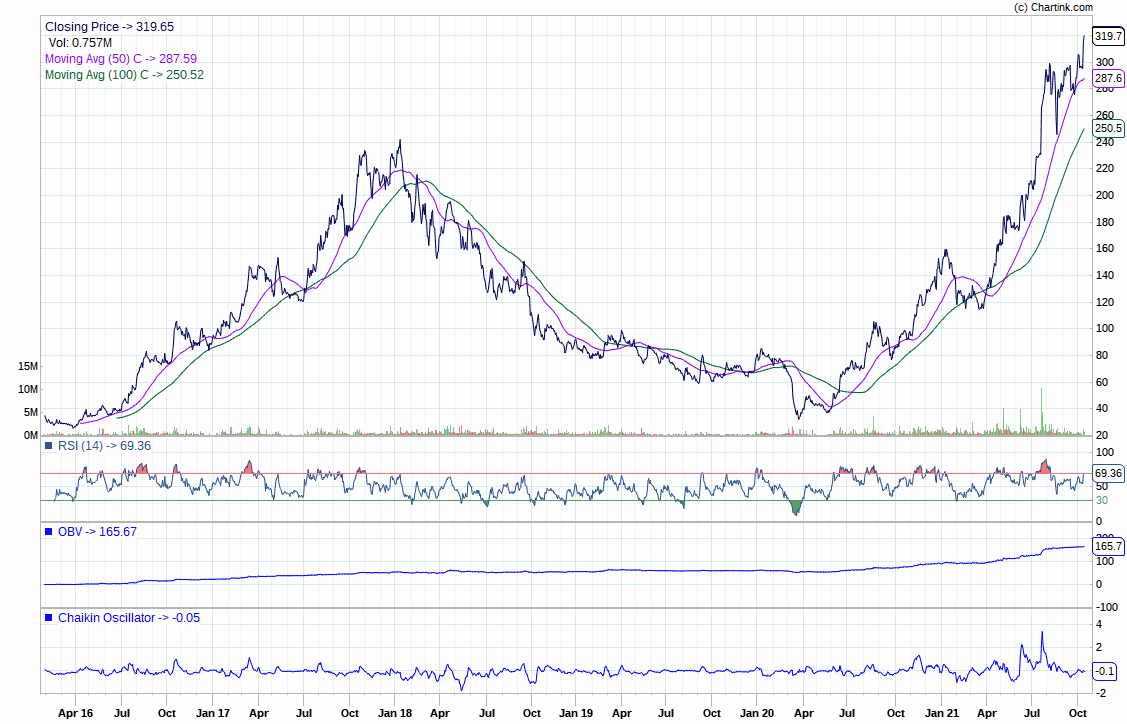 (c) Chartink.com
Closing Price -> 319.65
Vol: 0.757M
Moving Avg (50) C -> 287.59
Moving Avg (100) C -> 250.52
319.7
300
287.6
280
260
250.5
240
220
200
180
160
140
120
100
80
60
40
20
15M
10M
5M
0M
RSI (14) -> 69.36
100
69.36
50
30
0
OBV -> 165.67
200
165.7
100
0
-100
Chaikin Oscillator -> -0.05
4
2
-0.1
-2
Apr 16 Jul Oct Jan 17 Apr Jul Oct Jan 18 Apr Jul Oct Jan 19 Apr Jul Oct Jan 20 Apr Jul Oct Jan 21 Apr Jul Oct